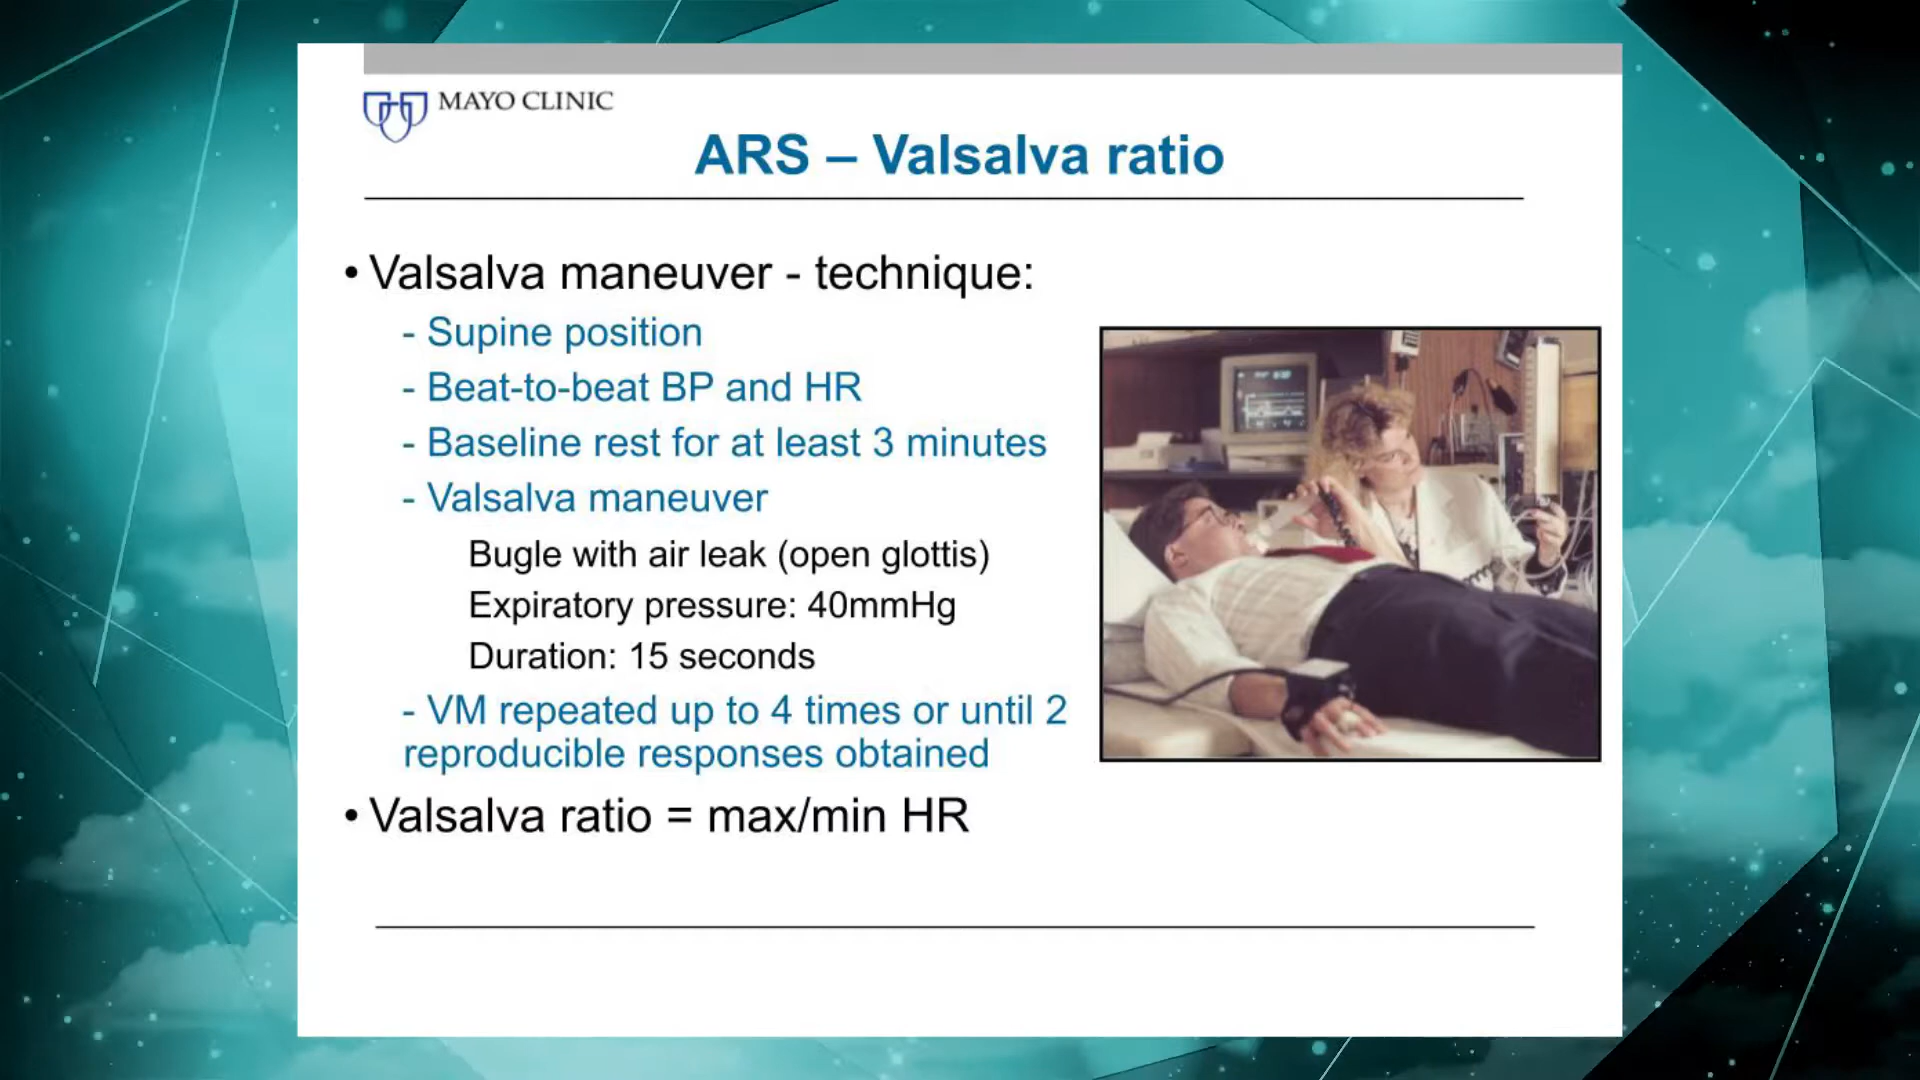 MAYO CLINIC
ARS – Valsalva ratio
• Valsalva maneuver - technique:
- Supine position
- Beat-to-beat BP and HR
- Baseline rest for at least 3 minutes
- Valsalva maneuver
Bugle with air leak (open glottis)
Expiratory pressure: 40mmHg
Duration: 15 seconds
- VM repeated up to 4 times or until 2
reproducible responses obtained
• Valsalva ratio = max/min HR